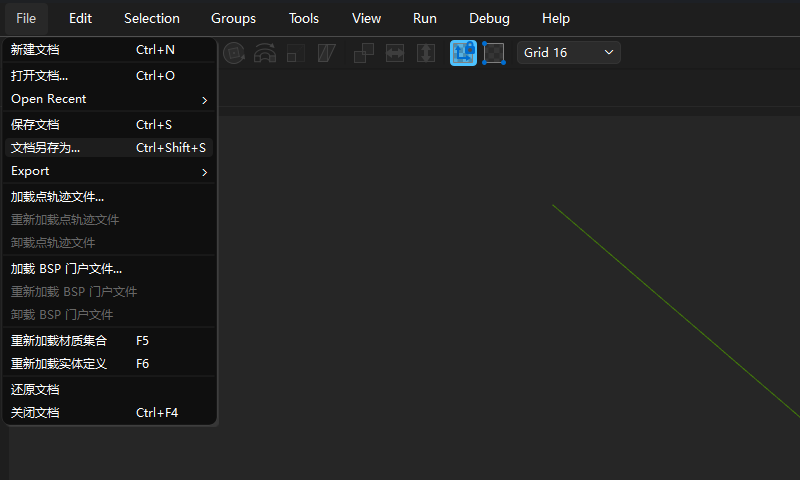 File Edit Selection Groups Tools View Run Debug Help
Grid 16
新建文档 Ctrl+N
打开文档... Ctrl+O
Open Recent
保存文档 Ctrl+S
文档另存为... Ctrl+Shift+S
Export
加载点轨迹文件...
重新加载点轨迹文件
卸载点轨迹文件
加载 BSP 门户文件...
重新加载 BSP 门户文件
卸载 BSP 门户文件
重新加载材质集合 F5
重新加载实体定义 F6
还原文档
关闭文档 Ctrl+F4